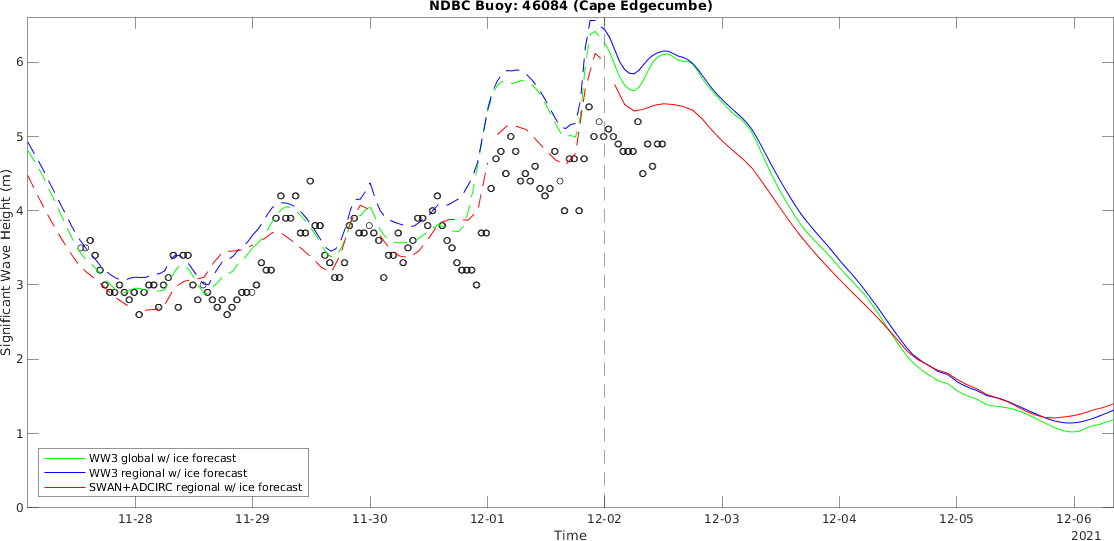 NDBC Buoy: 46084 (Cape Edgecumbe)
Significant Wave Height (m)
6
5
4
3
2
1
0
WW3 global w/ ice forecast
WW3 regional w/ ice forecast
SWAN+ADCIRC regional w/ ice forecast
11-28 11-29 11-30 12-01 12-02 12-03 12-04 12-05 12-06
Time
2021